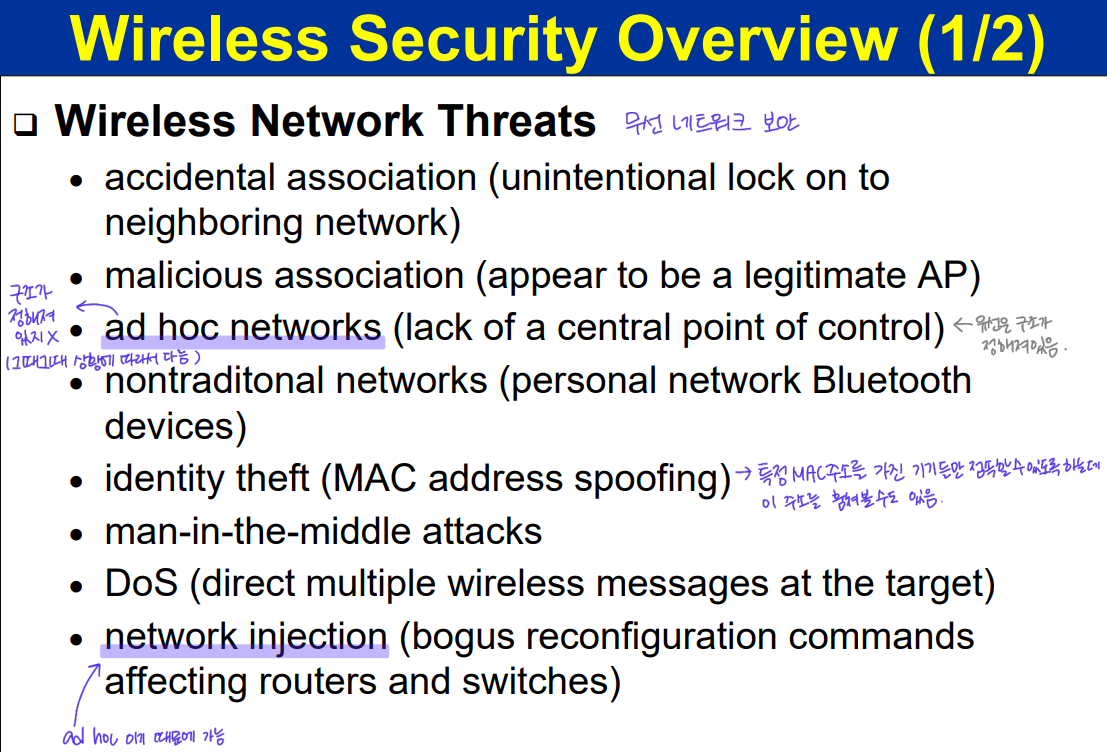 Wireless Security Overview (1/2)
❑ Wireless Network Threats 무선 네트워크 보안
• accidental association (unintentional lock on to
neighboring network)
• malicious association (appear to be a legitimate AP)
구조가
정해져
있지 X
(그때그때 상황에 따라서 다름)
• ad hoc networks (lack of a central point of control)
← 유선은 구조가
정해져있음.
• nontraditonal networks (personal network Bluetooth
devices)
• identity theft (MAC address spoofing)
→ 특정 MAC주소를 가진 기기들만 접속할수있도록 하는데
이 주소를 훔쳐볼수도 있음.
• man-in-the-middle attacks
• DoS (direct multiple wireless messages at the target)
• network injection (bogus reconfiguration commands
affecting routers and switches)
ad hoc 이기 때문에 가능